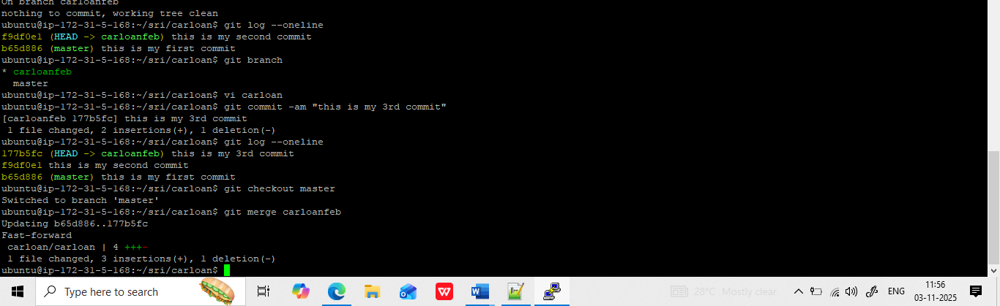 On branch carloanfeb
nothing to commit, working tree clean
ubuntu@ip-172-31-5-168:~/sri/carloan$ git log --oneline
f9df0e1 (HEAD -> carloanfeb) this is my second commit
b65d886 (master) this is my first commit
ubuntu@ip-172-31-5-168:~/sri/carloan$ git branch
* carloanfeb
  master
ubuntu@ip-172-31-5-168:~/sri/carloan$ vi carloan
ubuntu@ip-172-31-5-168:~/sri/carloan$ git commit -am "this is my 3rd commit"
[carloanfeb 177b5fc] this is my 3rd commit
 1 file changed, 2 insertions(+), 1 deletion(-)
ubuntu@ip-172-31-5-168:~/sri/carloan$ git log --oneline
177b5fc (HEAD -> carloanfeb) this is my 3rd commit
f9df0e1 this is my second commit
b65d886 (master) this is my first commit
ubuntu@ip-172-31-5-168:~/sri/carloan$ git checkout master
Switched to branch 'master'
ubuntu@ip-172-31-5-168:~/sri/carloan$ git merge carloanfeb
Updating b65d886..177b5fc
Fast-forward
 carloan/carloan | 4 +++-
 1 file changed, 3 insertions(+), 1 deletion(-)
ubuntu@ip-172-31-5-168:~/sri/carloan$
Type here to search
W
W
28°C Mostly clear
ENG
11:56
03-11-2025